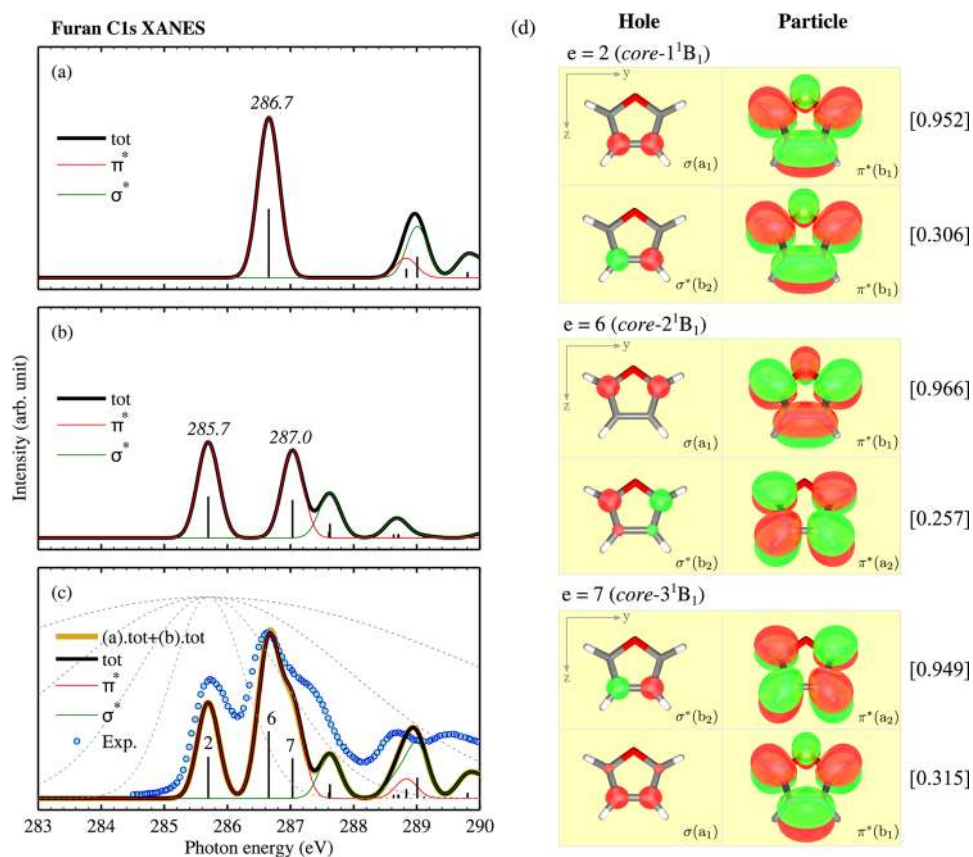 Furan C1s XANES
(a)
286.7
tot
π*
σ*
(b)
285.7
287.0
tot
π*
σ*
Intensity (arb. unit)
(c)
(a).tot+(b).tot
tot
π*
σ*
Exp.
2
6
7
283 284 285 286 287 288 289 290
Photon energy (eV)
(d)
Hole Particle
e = 2 (core-1¹B₁)
y
z
σ(a₁)
π*(b₁)
[0.952]
σ*(b₂)
π*(b₁)
[0.306]
e = 6 (core-2¹B₁)
y
z
σ(a₁)
π*(b₁)
[0.966]
σ*(b₂)
π*(a₂)
[0.257]
e = 7 (core-3¹B₁)
y
z
σ*(b₂)
π*(a₂)
[0.949]
σ(a₁)
π*(b₁)
[0.315]